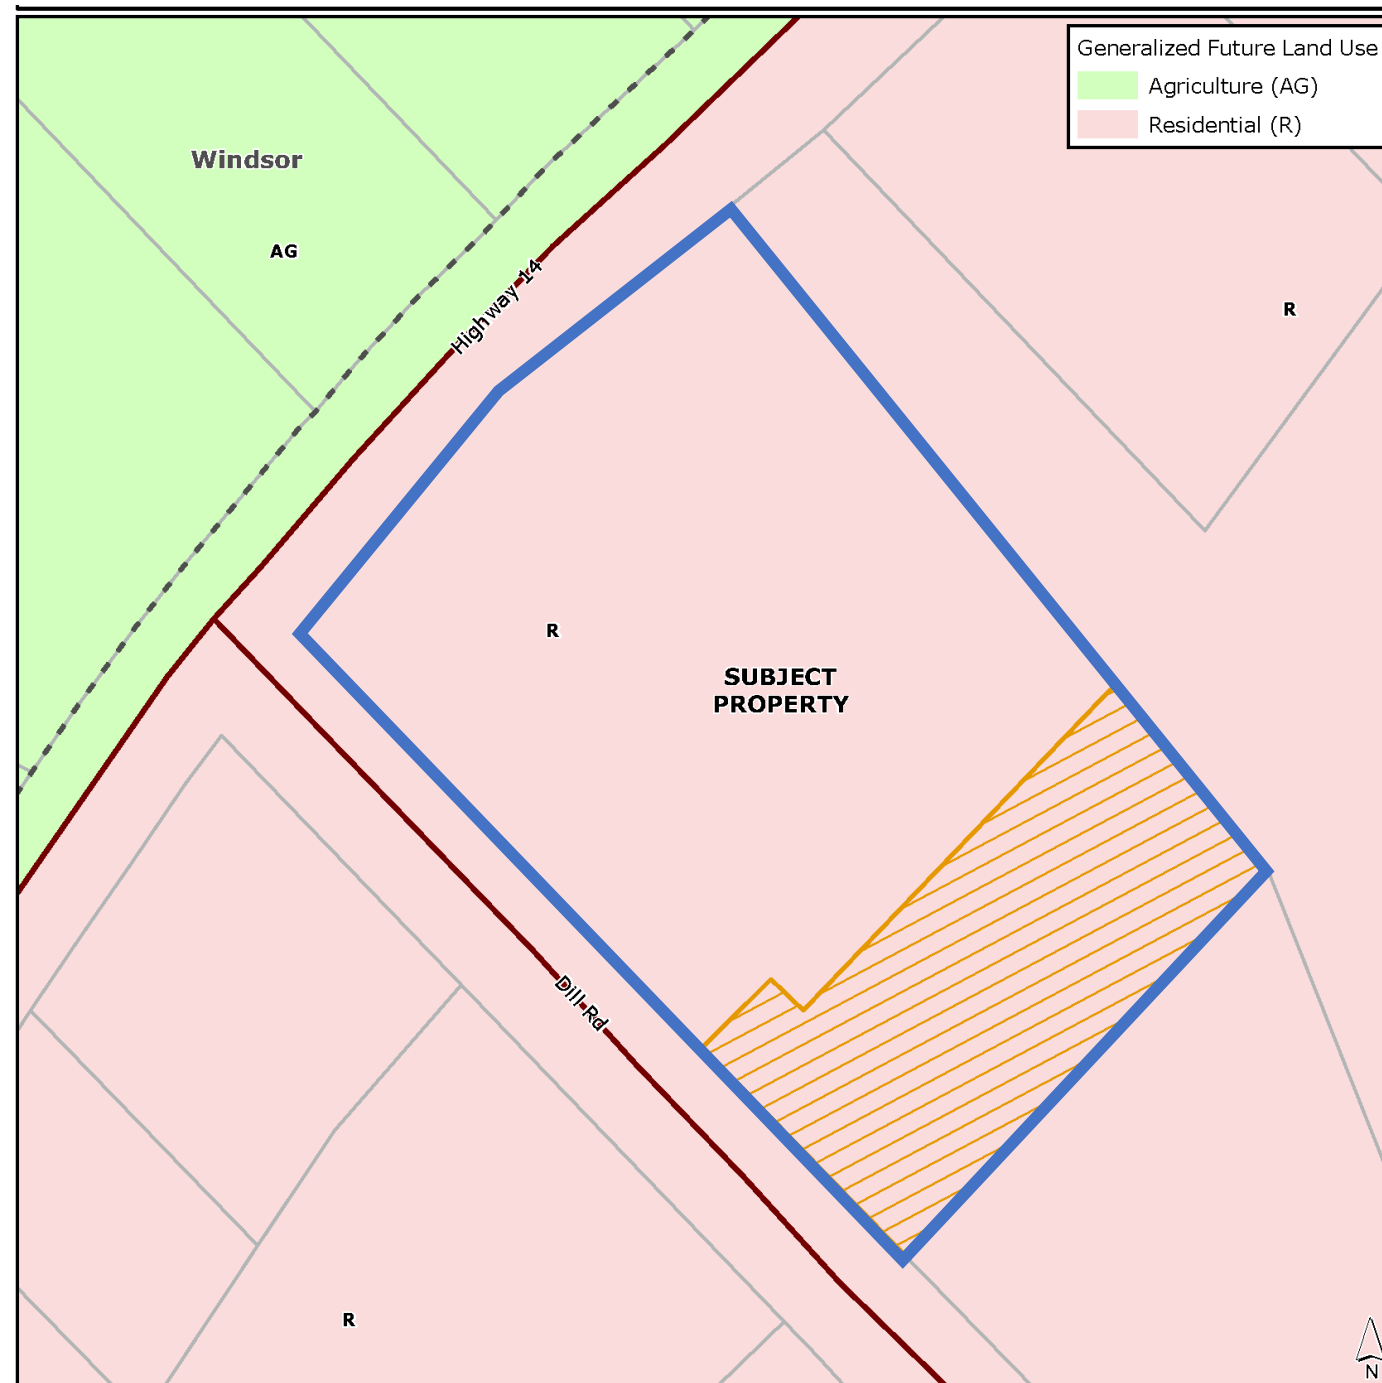 Generalized Future Land Use
Agriculture (AG)
Residential (R)
Windsor
AG
Highway 14
R
R
SUBJECT
PROPERTY
Dill Rd
R
N